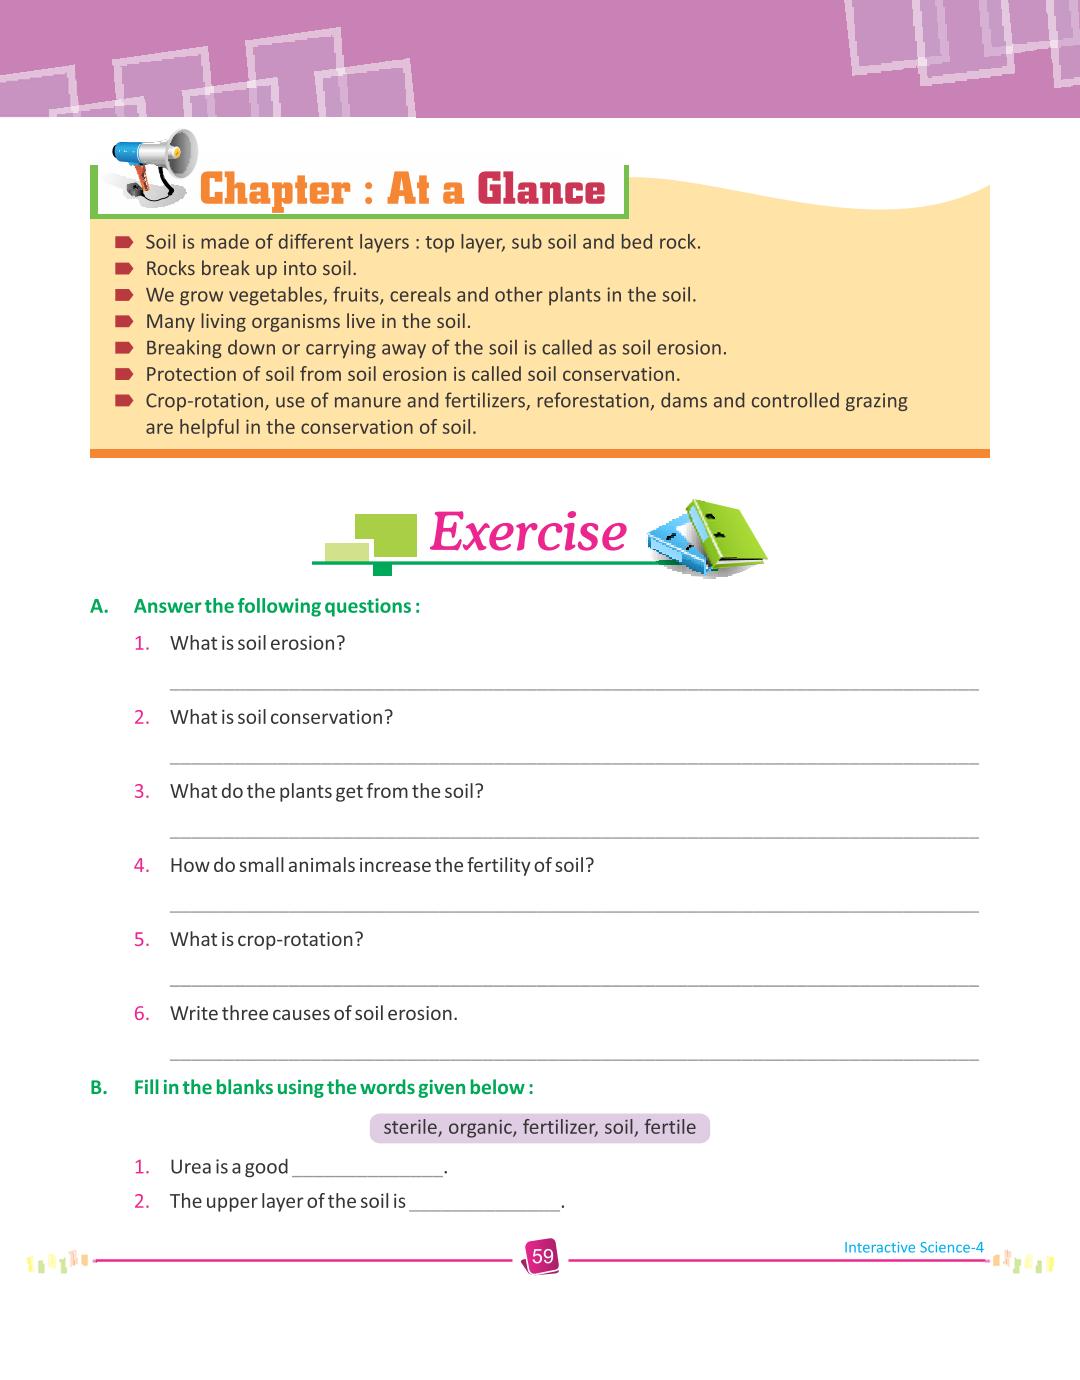 Chapter : At a Glance
Soil is made of different layers : top layer, sub soil and bed rock.
Rocks break up into soil.
We grow vegetables, fruits, cereals and other plants in the soil.
Many living organisms live in the soil.
Breaking down or carrying away of the soil is called as soil erosion.
Protection of soil from soil erosion is called soil conservation.
Crop-rotation, use of manure and fertilizers, reforestation, dams and controlled grazing
are helpful in the conservation of soil.
Exercise
A. Answer the following questions :
1. What is soil erosion?
2. What is soil conservation?
3. What do the plants get from the soil?
4. How do small animals increase the fertility of soil?
5. What is crop-rotation?
6. Write three causes of soil erosion.
B. Fill in the blanks using the words given below :
sterile, organic, fertilizer, soil, fertile
1. Urea is a good ______________.
2. The upper layer of the soil is ______________.
59
Interactive Science-4